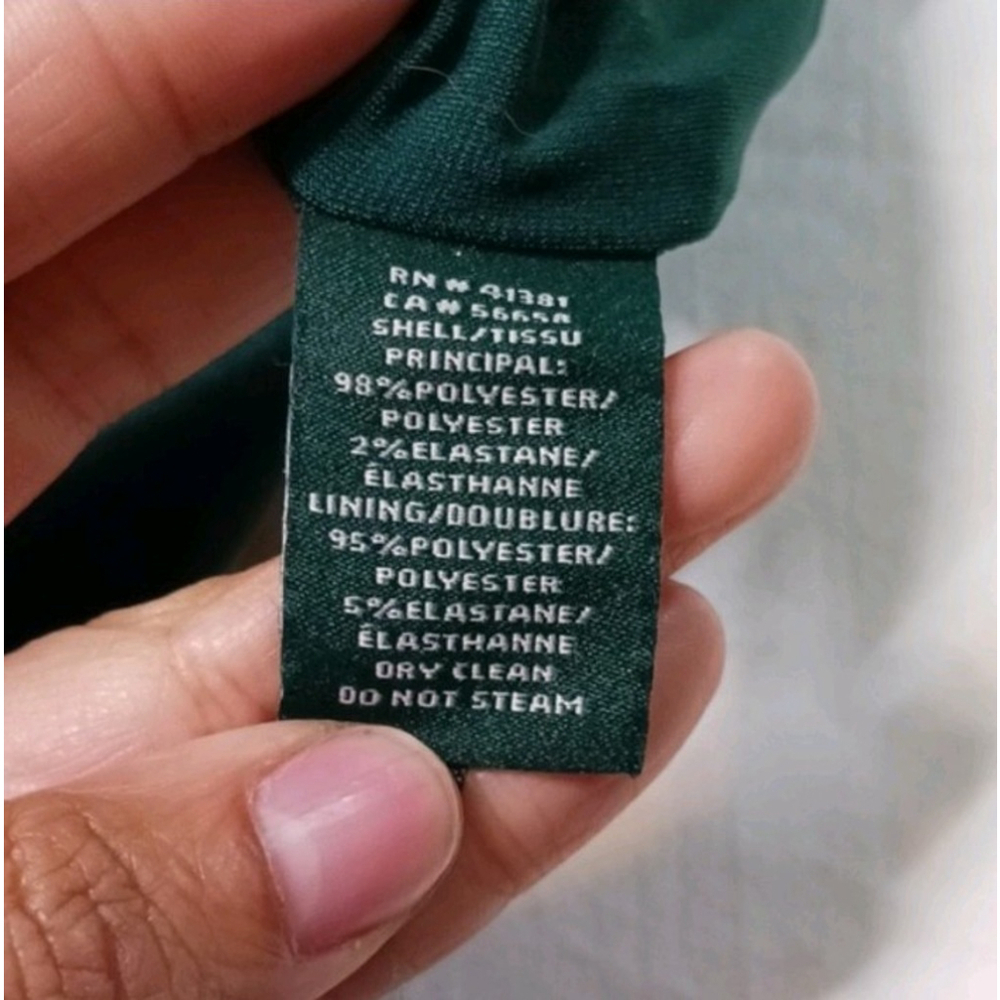 RN # 41381
CA #
SHELL/TISSU
PRINCIPAL:
98%POLYESTER/
POLYESTER
2%ELASTANE/
ÉLASTHANNE
LINING/DOUBLURE:
95%POLYESTER/
POLYESTER
5%ELASTANE/
ÉLASTHANNE
DRY CLEAN
DO NOT STEAM